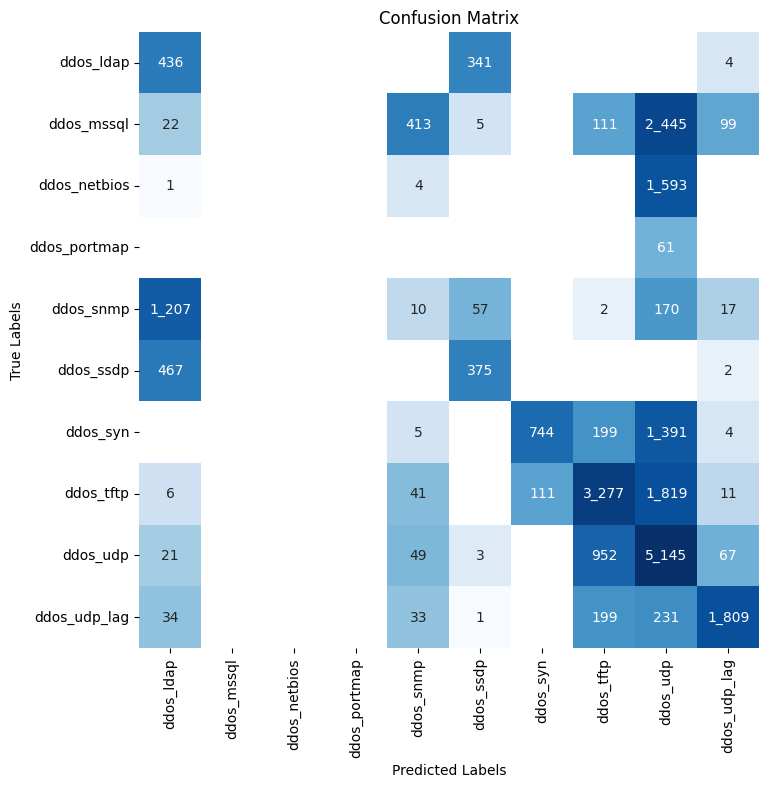 Confusion Matrix
True Labels
ddos_ldap 436 341 4
ddos_mssql 22 413 5 111 2_445 99
ddos_netbios 1 4 1_593
ddos_portmap 61
ddos_snmp 1_207 10 57 2 170 17
ddos_ssdp 467 375 2
ddos_syn 5 744 199 1_391 4
ddos_tftp 6 41 111 3_277 1_819 11
ddos_udp 21 49 3 952 5_145 67
ddos_udp_lag 34 33 1 199 231 1_809
ddos_ldap ddos_mssql ddos_netbios ddos_portmap ddos_snmp ddos_ssdp ddos_syn ddos_tftp ddos_udp ddos_udp_lag
Predicted Labels